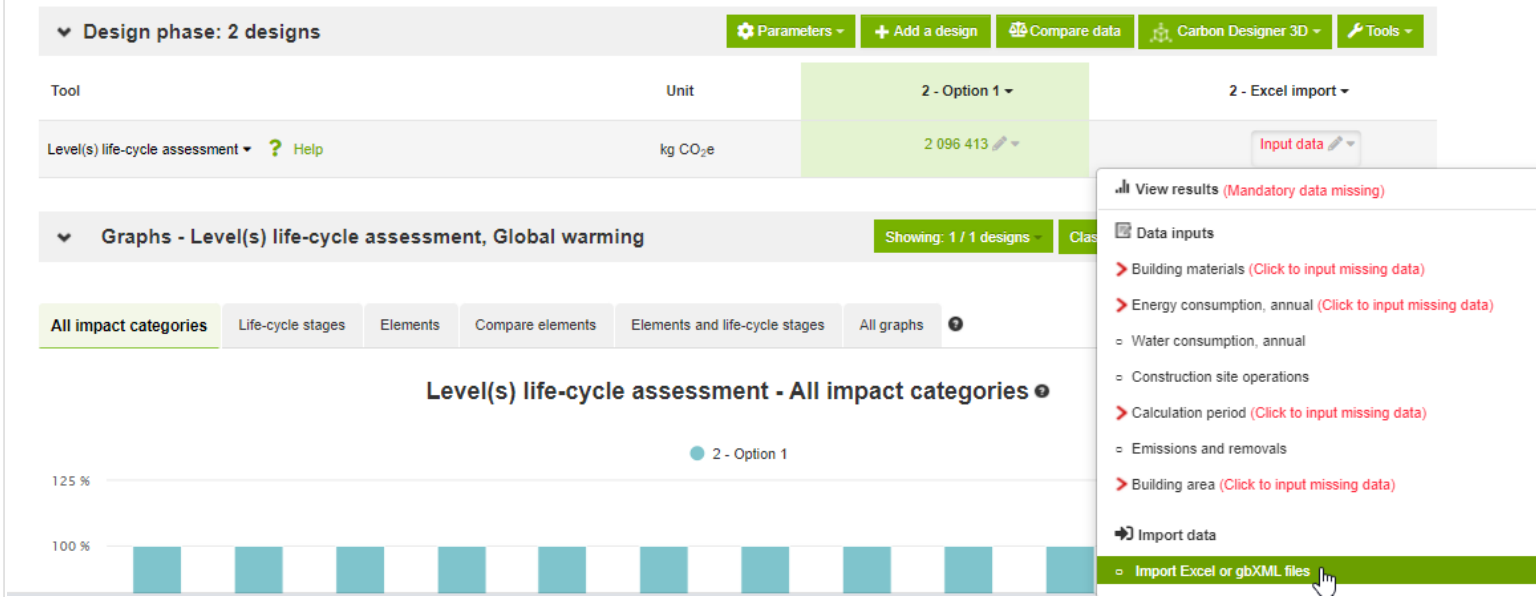 Design phase: 2 designs
Parameters
Add a design
Compare data
Carbon Designer 3D
Tools
Tool
Unit
2 - Option 1
2 - Excel import
Level(s) life-cycle assessment
? Help
kg CO₂e
2 096 413
Input data
View results (Mandatory data missing)
Graphs - Level(s) life-cycle assessment, Global warming
Showing: 1 / 1 designs
Clas
Data inputs
Building materials (Click to input missing data)
Energy consumption, annual (Click to input missing data)
Water consumption, annual
Construction site operations
Calculation period (Click to input missing data)
Emissions and removals
Building area (Click to input missing data)
Import data
Import Excel or gbXML files
All impact categories
Life-cycle stages
Elements
Compare elements
Elements and life-cycle stages
All graphs
?
Level(s) life-cycle assessment - All impact categories ?
2 - Option 1
125 %
100 %